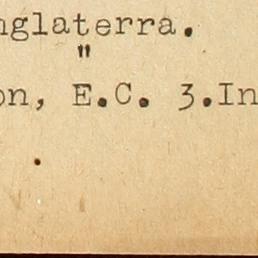 nglaterra.
"
on, E.C. 3.In
.